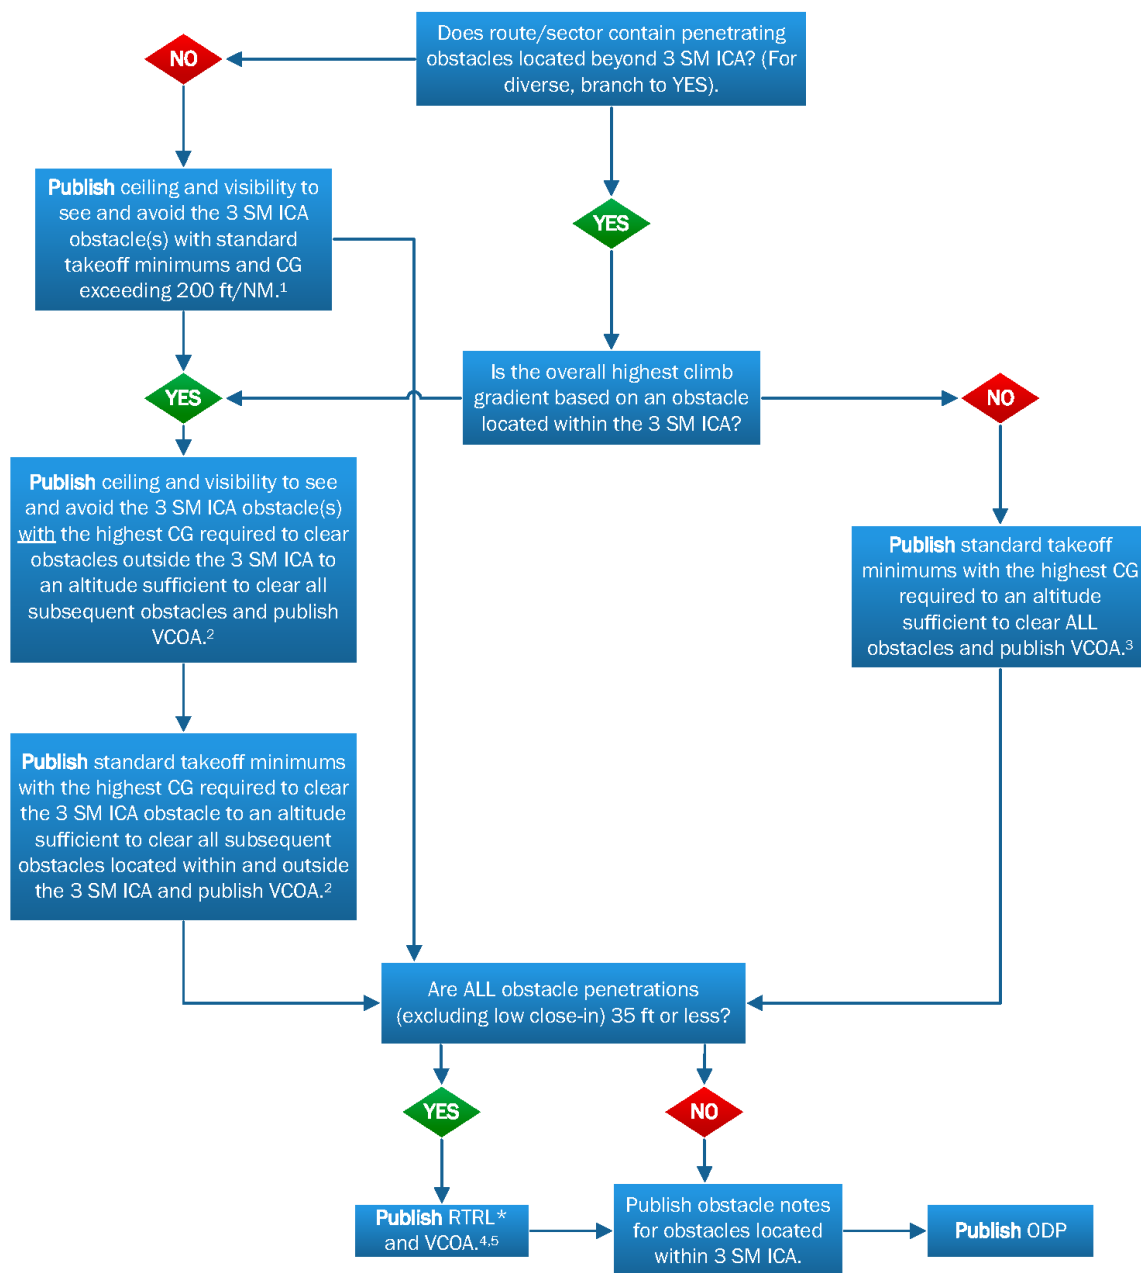 Does route/sector contain penetrating
obstacles located beyond 3 SM ICA? (For
diverse, branch to YES).
NO
Publish ceiling and visibility to
see and avoid the 3 SM ICA
obstacle(s) with standard
takeoff minimums and CG
exceeding 200 ft/NM.¹
YES
Is the overall highest climb
gradient based on an obstacle
located within the 3 SM ICA?
YES
NO
Publish ceiling and visibility to see
and avoid the 3 SM ICA obstacle(s)
with the highest CG required to clear
obstacles outside the 3 SM ICA to
an altitude sufficient to clear all
subsequent obstacles and publish
VCOA.²
Publish standard takeoff
minimums with the highest CG
required to an altitude
sufficient to clear ALL
obstacles and publish VCOA.³
Publish standard takeoff minimums
with the highest CG required to clear
the 3 SM ICA obstacle to an altitude
sufficient to clear all subsequent
obstacles located within and outside
the 3 SM ICA and publish VCOA.²
Are ALL obstacle penetrations
(excluding low close-in) 35 ft or less?
YES
NO
Publish RTRL*
and VCOA.⁴,⁵
Publish obstacle notes
for obstacles located
within 3 SM ICA.
Publish ODP